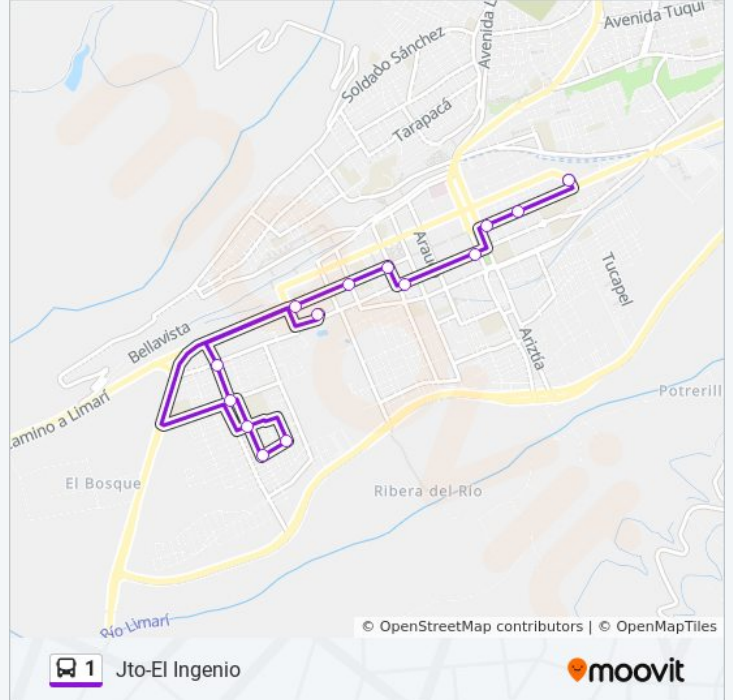 Avenida Tuquí
Avenida L
Soldado Sánchez
Tarapacá
Arau
Tucapel
Bellavista
Ariztía
Potrerill
Camino a Limarí
El Bosque
Ribera del Río
Río Limarí
© OpenStreetMap contributors | © OpenMapTiles
1 Jto-El Ingenio
moovit